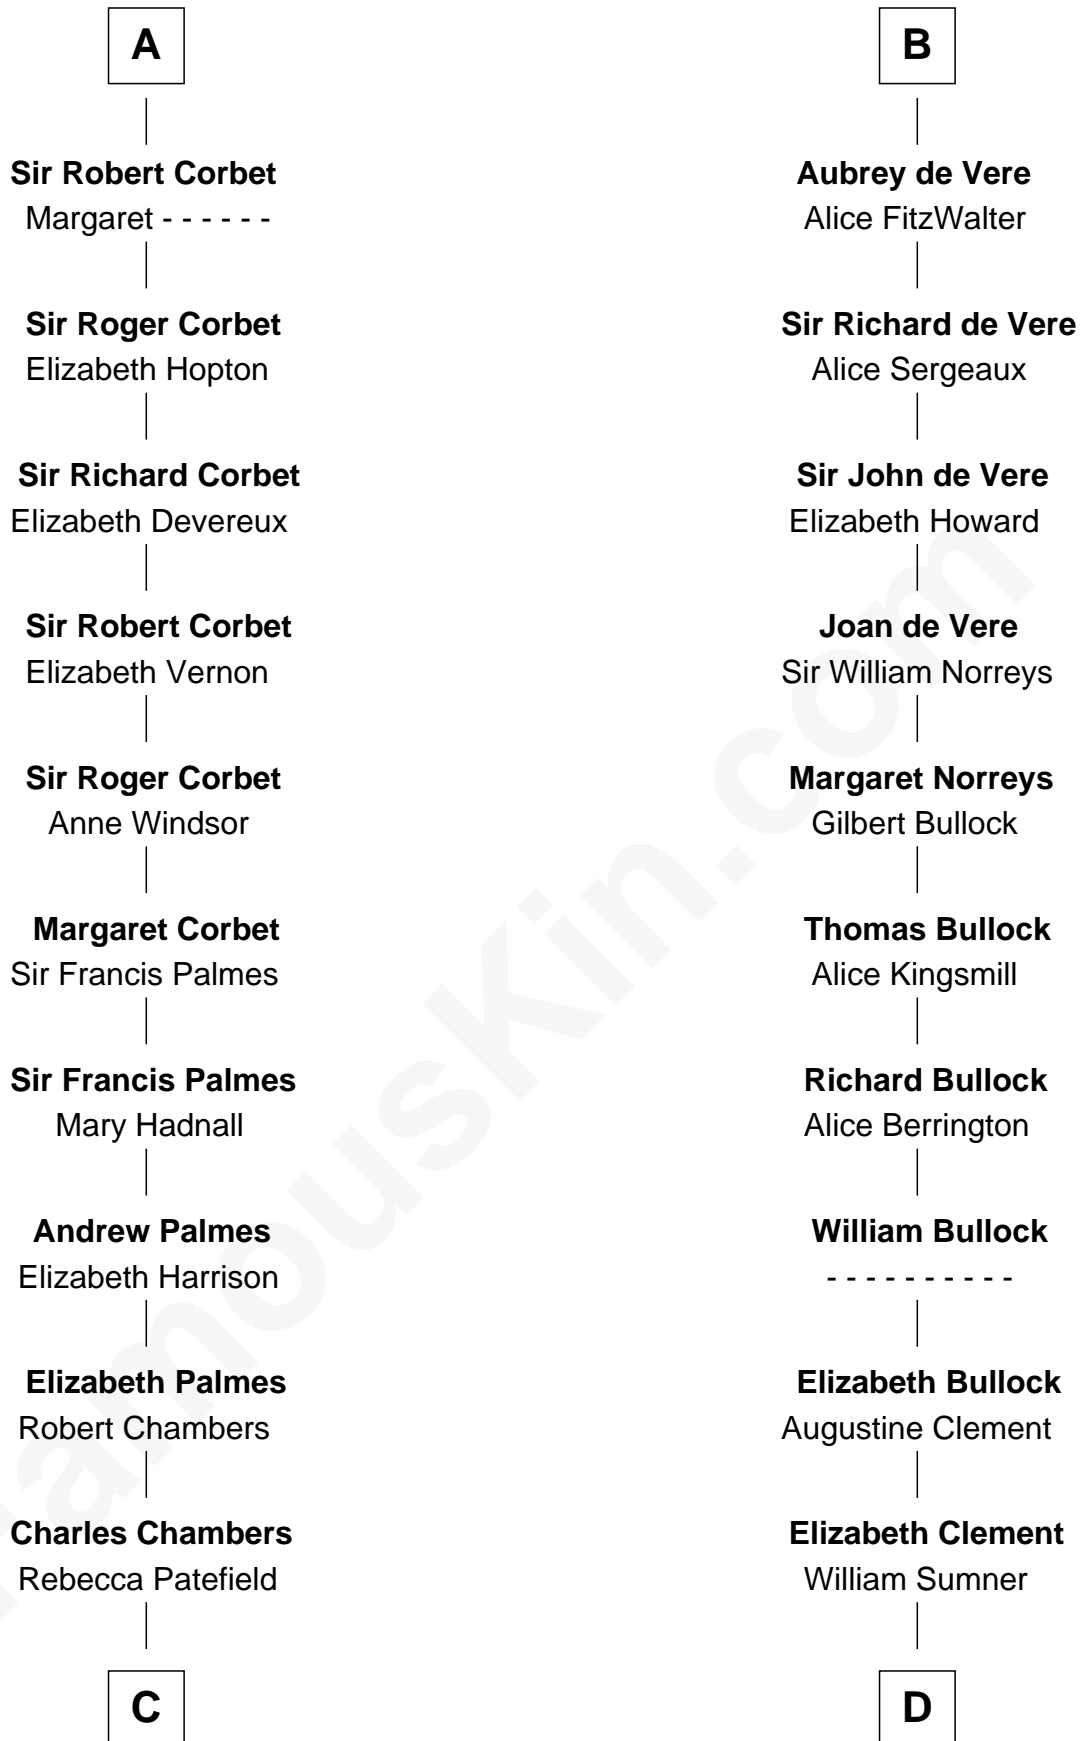 A
Sir Robert Corbet
Margaret - - - - - -
Sir Roger Corbet
Elizabeth Hopton
Sir Richard Corbet
Elizabeth Devereux
Sir Robert Corbet
Elizabeth Vernon
Sir Roger Corbet
Anne Windsor
Margaret Corbet
Sir Francis Palmes
Sir Francis Palmes
Mary Hadnall
Andrew Palmes
Elizabeth Harrison
Elizabeth Palmes
Robert Chambers
Charles Chambers
Rebecca Patefield
C
B
Aubrey de Vere
Alice FitzWalter
Sir Richard de Vere
Alice Sergeaux
Sir John de Vere
Elizabeth Howard
Joan de Vere
Sir William Norreys
Margaret Norreys
Gilbert Bullock
Thomas Bullock
Alice Kingsmill
Richard Bullock
Alice Berrington
William Bullock
- - - - - - - - - -
Elizabeth Bullock
Augustine Clement
Elizabeth Clement
William Sumner
D
FamousKin.com